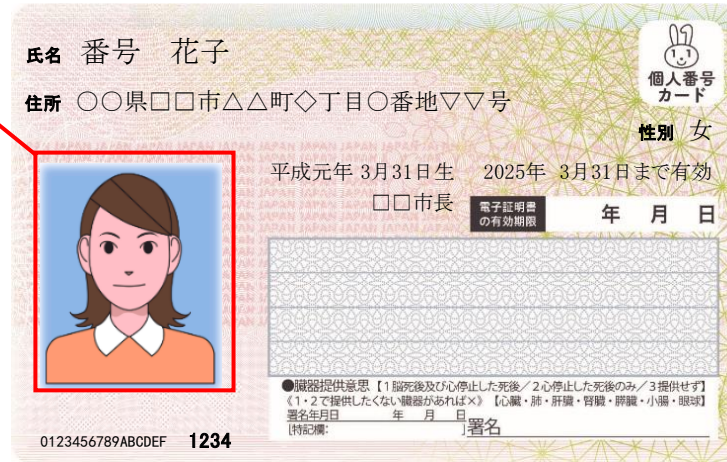 氏名 番号 花子
個人番号
カード
住所 〇〇県□□市△△町◇丁目〇番地▽▽号
性別 女
平成元年 3月31日生 2025年 3月31日まで有効
□□市長
電子証明書
の有効期限
年 月 日
●臓器提供意思【1 脳死後及び心停止した死後／2 心停止した死後のみ／3 提供せず】
《1・2で提供したくない臓器があれば×》【心臓・肺・肝臓・腎臓・膵臓・小腸・眼球】
署名年月日 年 月 日
[特記欄: ]署名
0123456789ABCDEF 1234